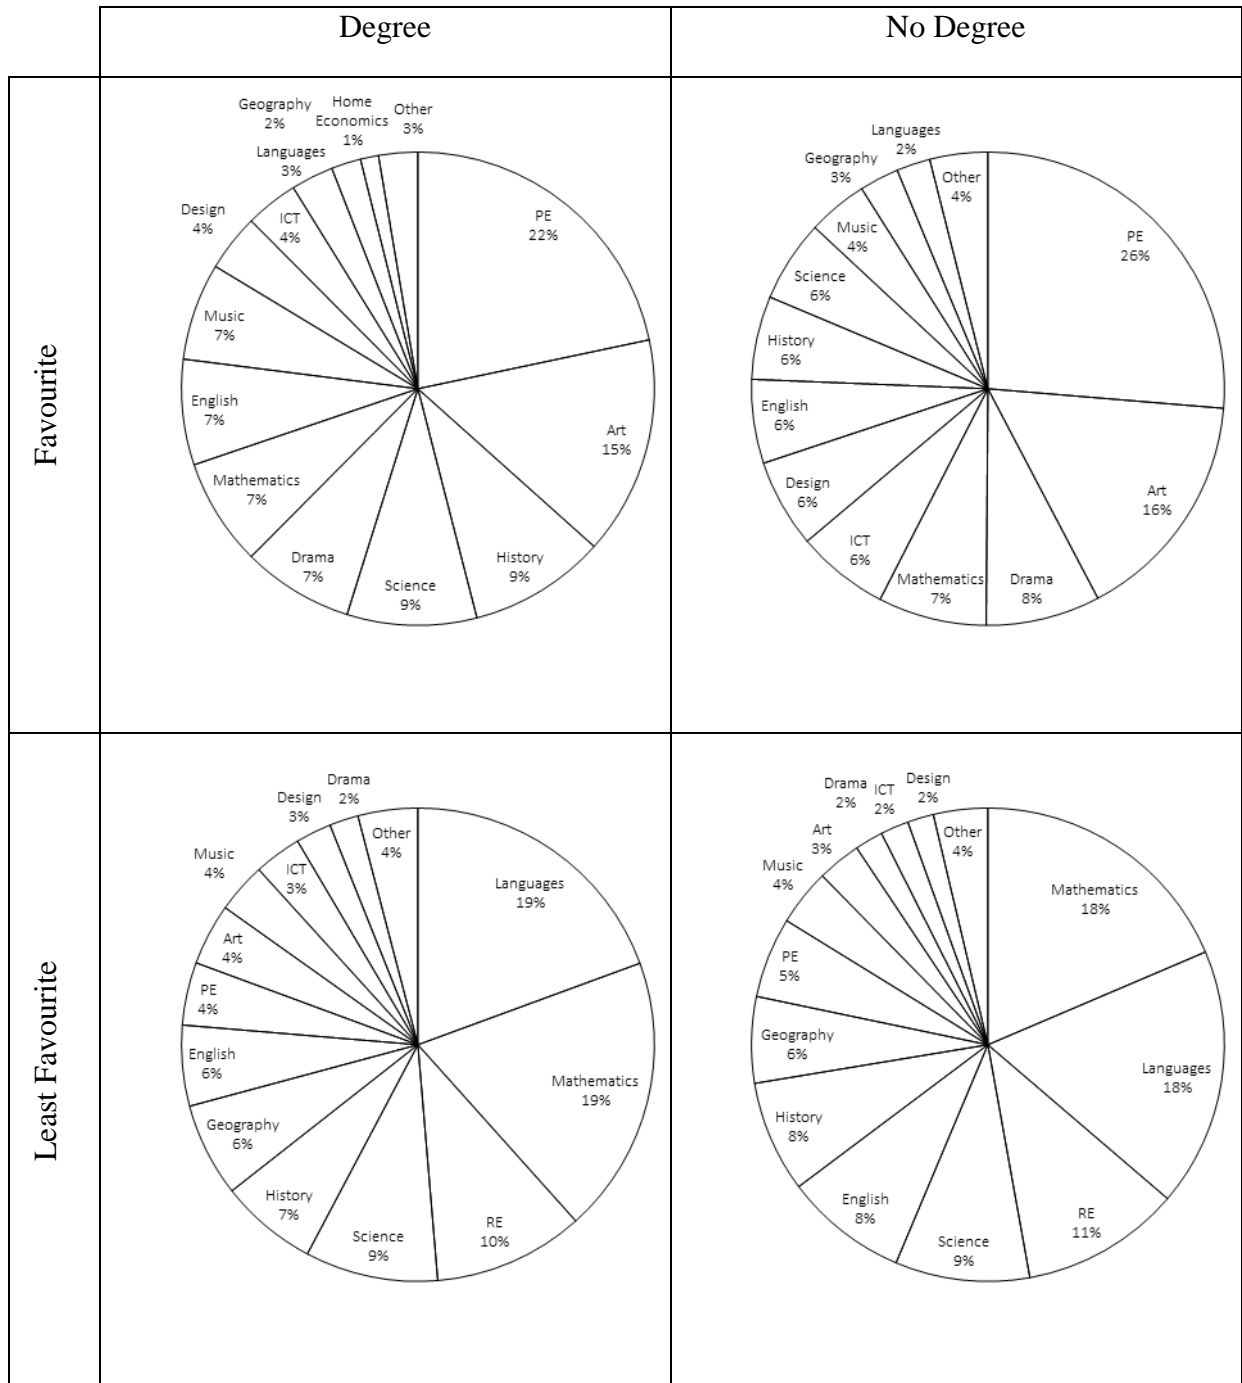 Degree
No Degree
Favourite
Geography
2%
Home
Economics
1%
Other
3%
Languages
3%
Design
4%
ICT
4%
PE
22%
Music
7%
English
7%
Art
15%
Mathematics
7%
Drama
7%
Science
9%
History
9%
Languages
2%
Geography
3%
Other
4%
Music
4%
PE
26%
Science
6%
History
6%
English
6%
Design
6%
Art
16%
ICT
6%
Mathematics
7%
Drama
8%
Least Favourite
Drama
2%
Design
3%
Other
4%
Music
4%
ICT
3%
Languages
19%
Art
4%
PE
4%
English
6%
Mathematics
19%
Geography
6%
History
7%
Science
9%
RE
10%
Drama
2%
ICT
2%
Design
2%
Art
3%
Other
4%
Music
4%
Mathematics
18%
PE
5%
Geography
6%
Languages
18%
History
8%
English
8%
Science
9%
RE
11%